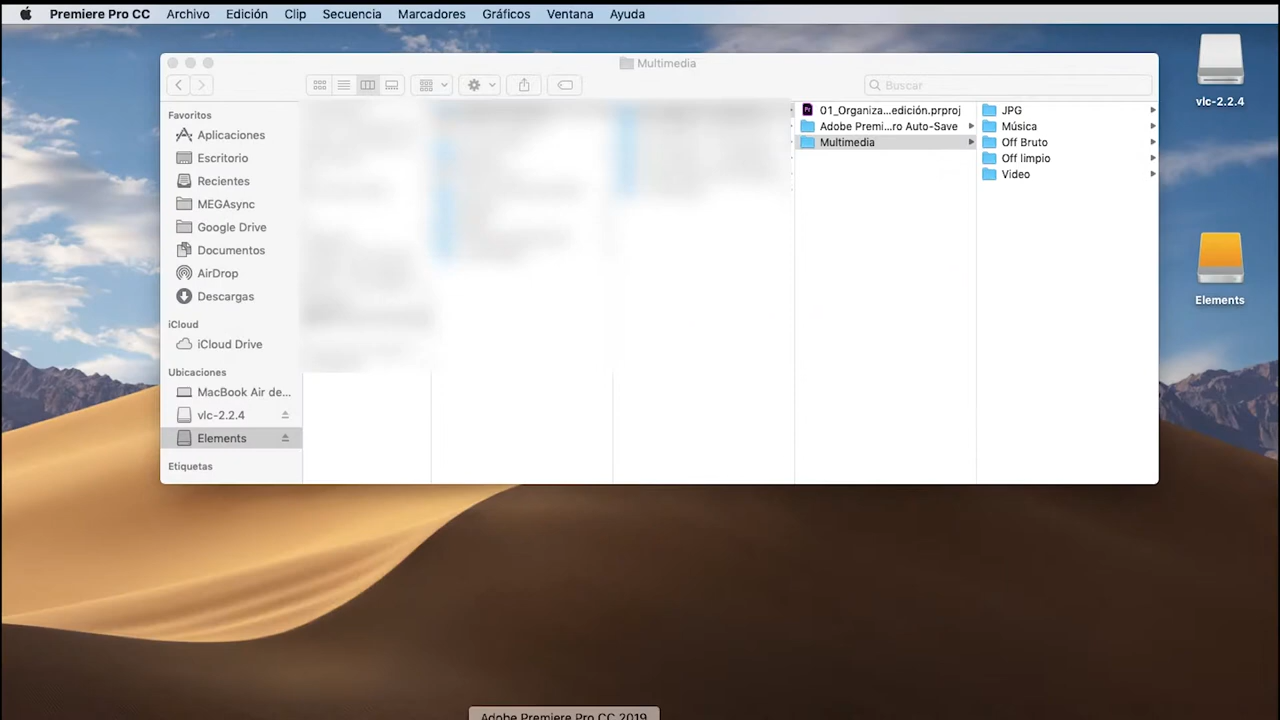 Premiere Pro CC Archivo Edición Clip Secuencia Marcadores Gráficos Ventana Ayuda
Multimedia
Buscar
Favoritos
Aplicaciones
Escritorio
Recientes
MEGAsync
Google Drive
Documentos
AirDrop
Descargas
iCloud
iCloud Drive
Ubicaciones
MacBook Air de...
vlc-2.2.4
Elements
Etiquetas
01_Organiza...edición.prproj
Adobe Premi...ro Auto-Save
Multimedia
JPG
Música
Off Bruto
Off limpio
Video
vlc-2.2.4
Elements
Adobe Premiere Pro CC 2019